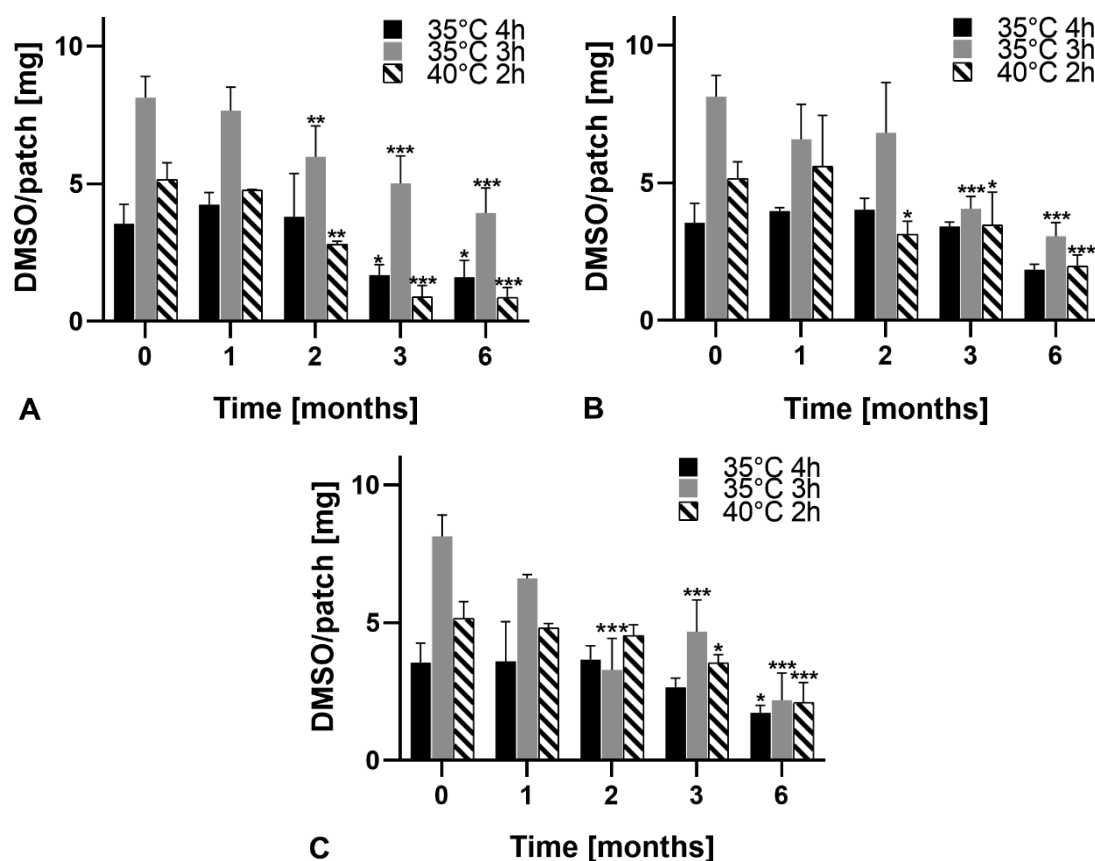 35°C 4h
35°C 3h
40°C 2h
DMSO/patch [mg]
10
5
0
** ** *** * *** *** * ***
0 1 2 3 6
A Time [months]
35°C 4h
35°C 3h
40°C 2h
DMSO/patch [mg]
10
5
0
* *** * *** ***
0 1 2 3 6
B Time [months]
35°C 4h
35°C 3h
40°C 2h
DMSO/patch [mg]
10
5
0
*** *** * * *** ***
0 1 2 3 6
C Time [months]